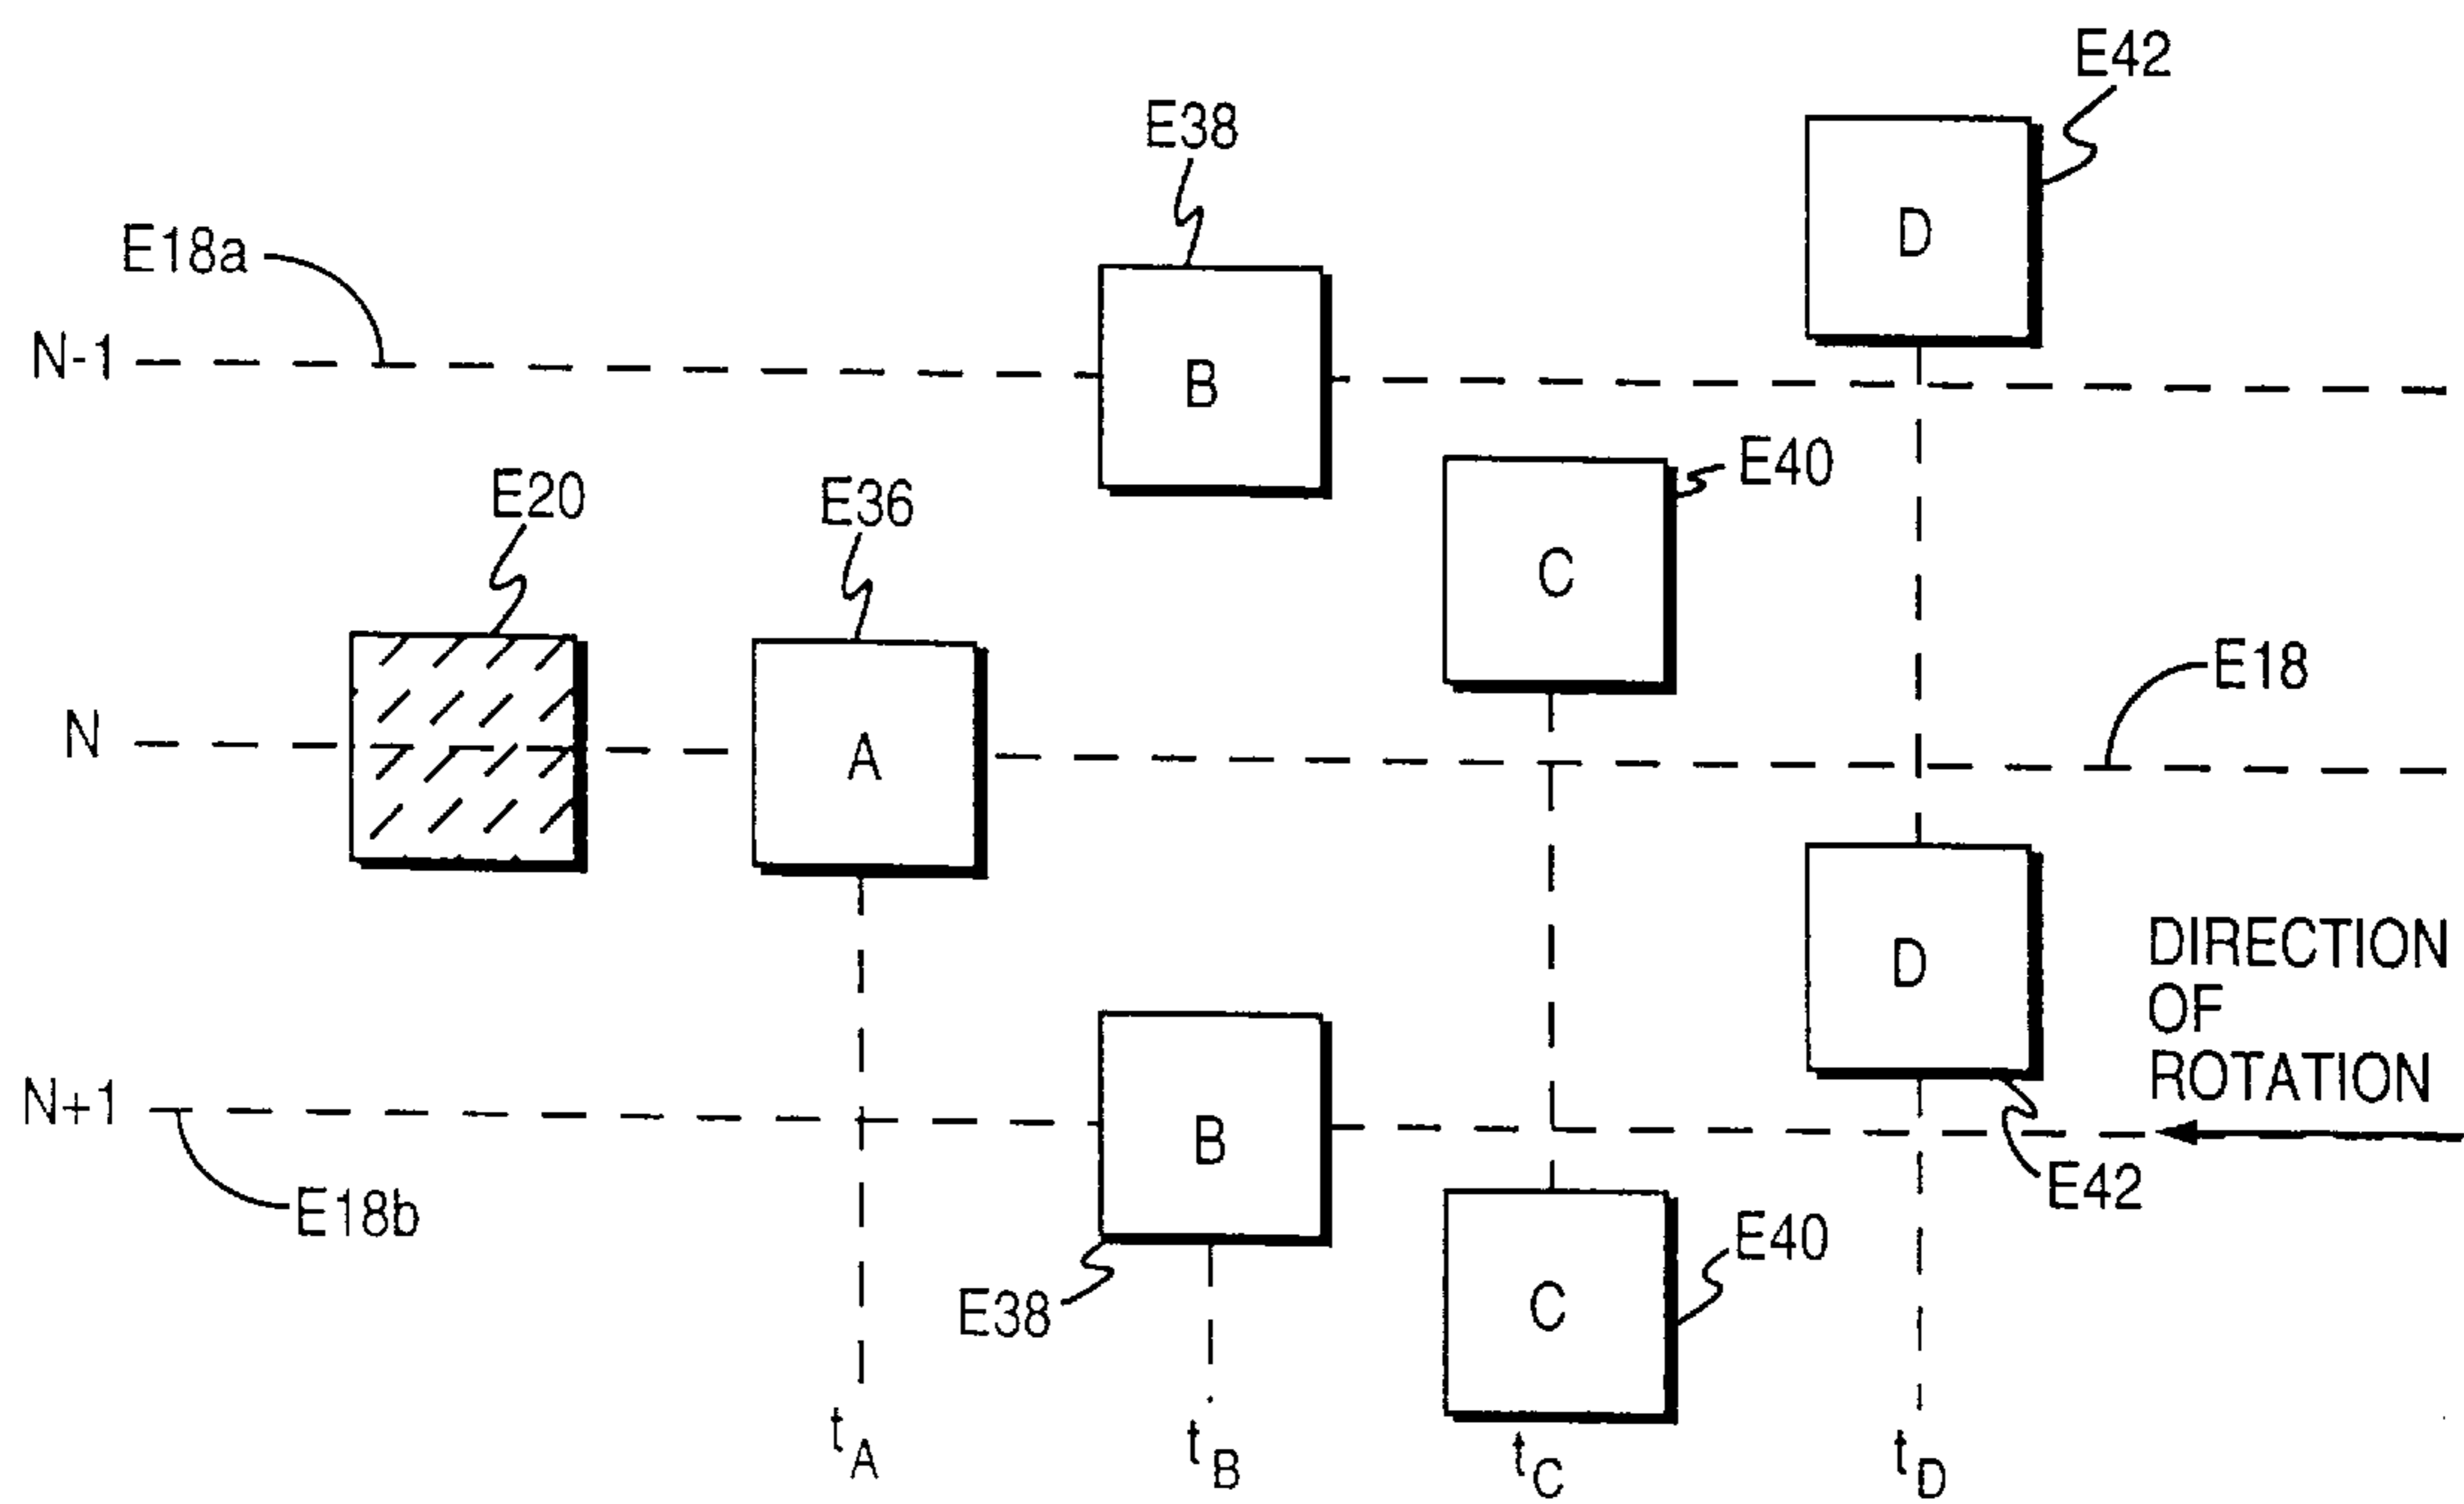 E42
E38
D
E18a
N-1
B
E40
E20
E36
C
E18
N
A
D
DIRECTION
OF
ROTATION
N+1
B
E42
E18b
E40
E38
C
tA
tB
tC
tD